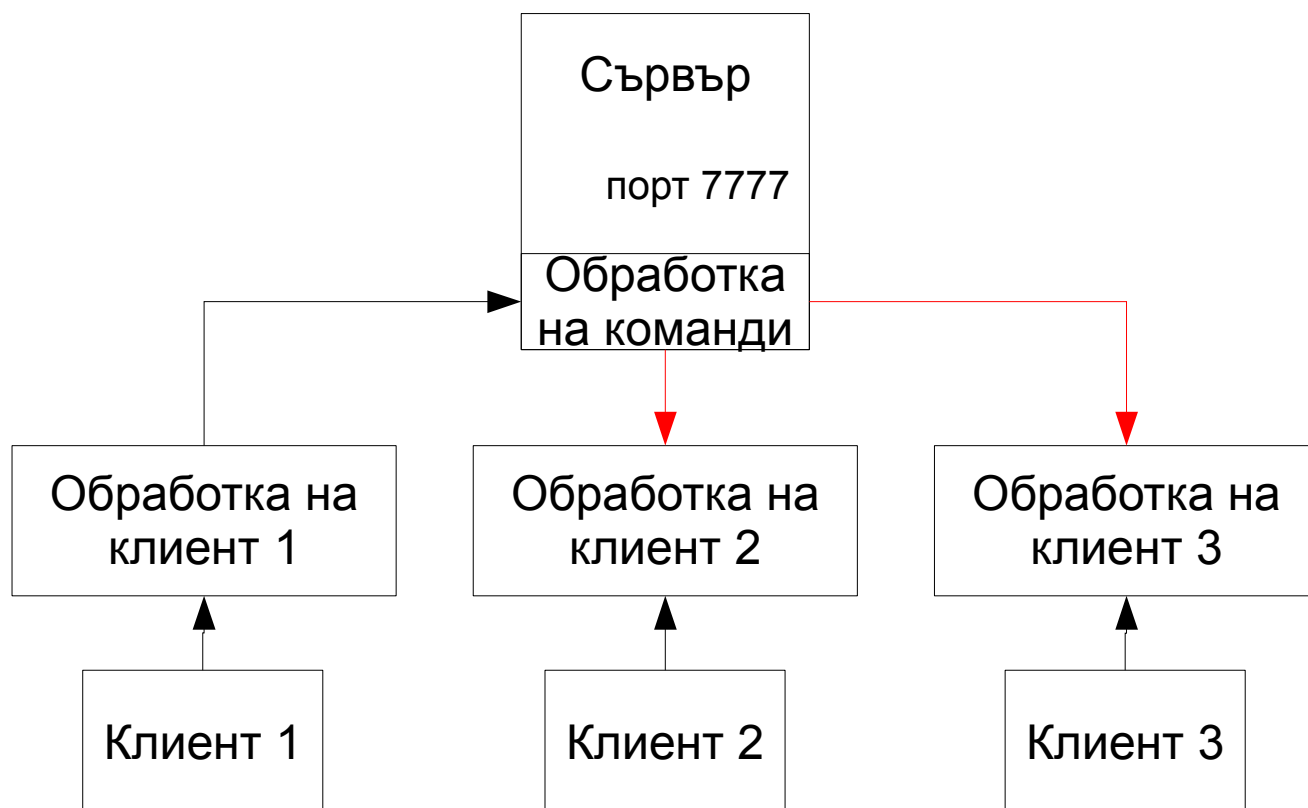 Сървър
порт 7777
Обработка
на команди
Обработка на
клиент 1
Обработка на
клиент 2
Обработка на
клиент 3
Клиент 1
Клиент 2
Клиент 3